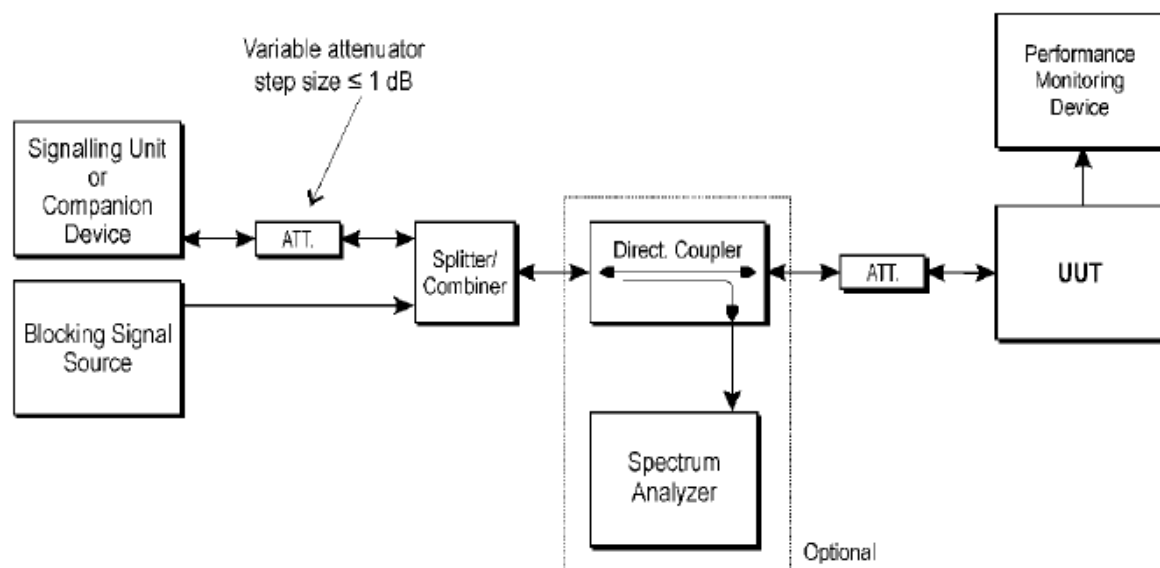 Variable attenuator
step size ≤ 1 dB
Performance
Monitoring
Device
Signalling Unit
or
Companion
Device
ATT.
Splitter/
Combiner
Direct. Coupler
ATT.
UUT
Blocking Signal
Source
Spectrum
Analyzer
Optional